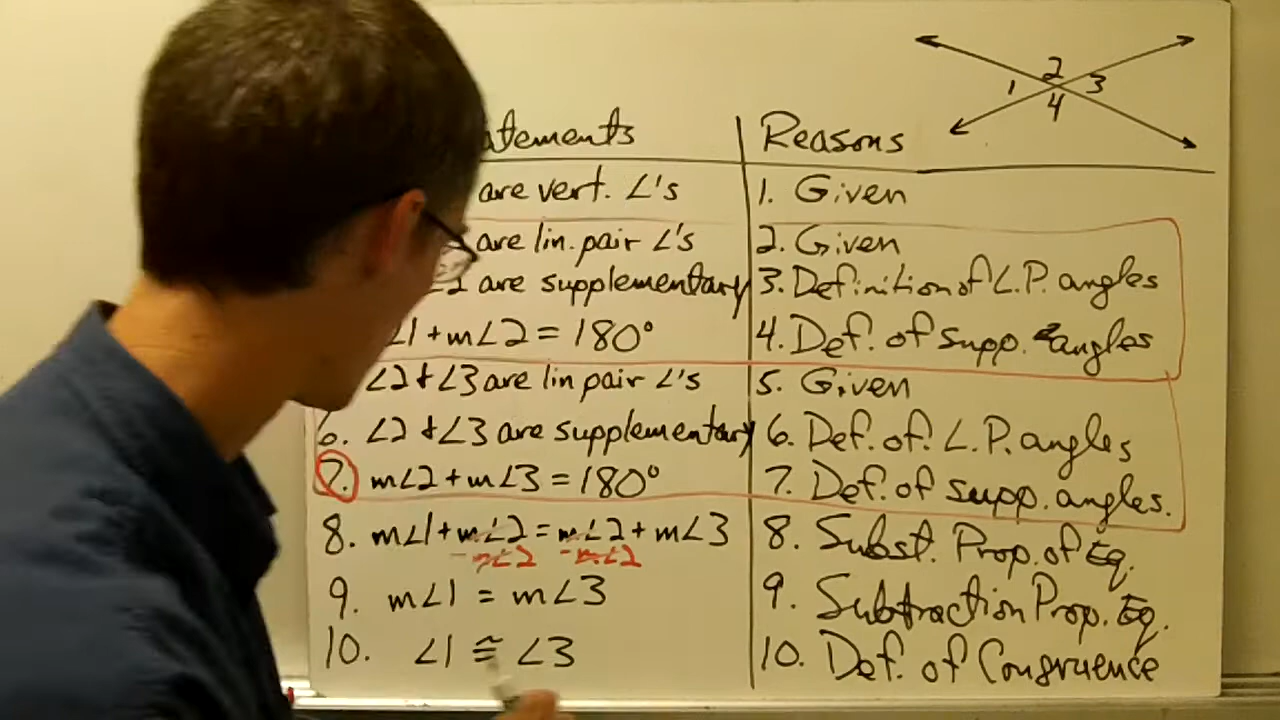 2
1 3
4
Reasons
are vert. ∠'s 1. Given
are lin. pair ∠'s 2. Given
are supplementary 3. Definition of L.P. angles
∠1 + m∠2 = 180° 4. Def. of supp. angles
∠2 & ∠3 are lin pair ∠'s 5. Given
6. ∠2 & ∠3 are supplementary 6. Def. of. L.P. angles
7. m∠2 + m∠3 = 180° 7. Def. of supp. angles.
8. m∠1 + m∠2 = m∠2 + m∠3 8. Subst. Prop. of Eq.
-m∠2 -m∠2
9. m∠1 = m∠3 9. Subtraction Prop. Eq.
10. ∠1 ≅ ∠3 10. Def. of Congruence